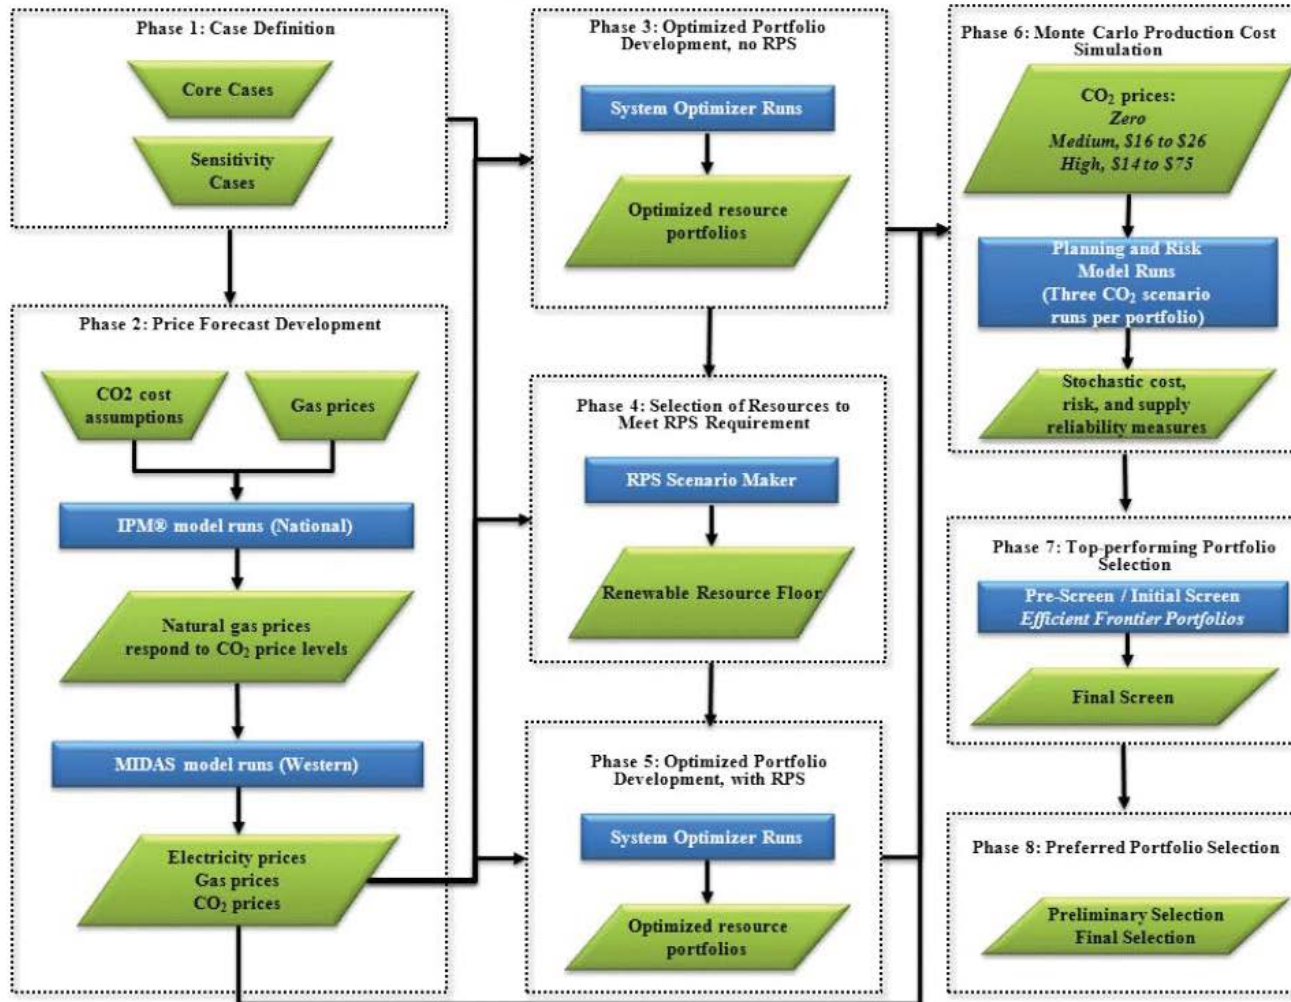 Phase 1: Case Definition
Core Cases
Sensitivity
Cases
Phase 2: Price Forecast Development
CO2 cost
assumptions
Gas prices
IPM® model runs (National)
Natural gas prices
respond to CO₂ price levels
MIDAS model runs (Western)
Electricity prices
Gas prices
CO₂ prices
Phase 3: Optimized Portfolio
Development, no RPS
System Optimizer Runs
Optimized resource
portfolios
Phase 4: Selection of Resources to
Meet RPS Requirement
RPS Scenario Maker
Renewable Resource Floor
Phase 5: Optimized Portfolio
Development, with RPS
System Optimizer Runs
Optimized resource
portfolios
Phase 6: Monte Carlo Production Cost
Simulation
CO₂ prices:
Zero
Medium, $16 to $26
High, $14 to $75
Planning and Risk
Model Runs
(Three CO₂ scenario
runs per portfolio)
Stochastic cost,
risk, and supply
reliability measures
Phase 7: Top-performing Portfolio
Selection
Pre-Screen / Initial Screen
Efficient Frontier Portfolios
Final Screen
Phase 8: Preferred Portfolio Selection
Preliminary Selection
Final Selection